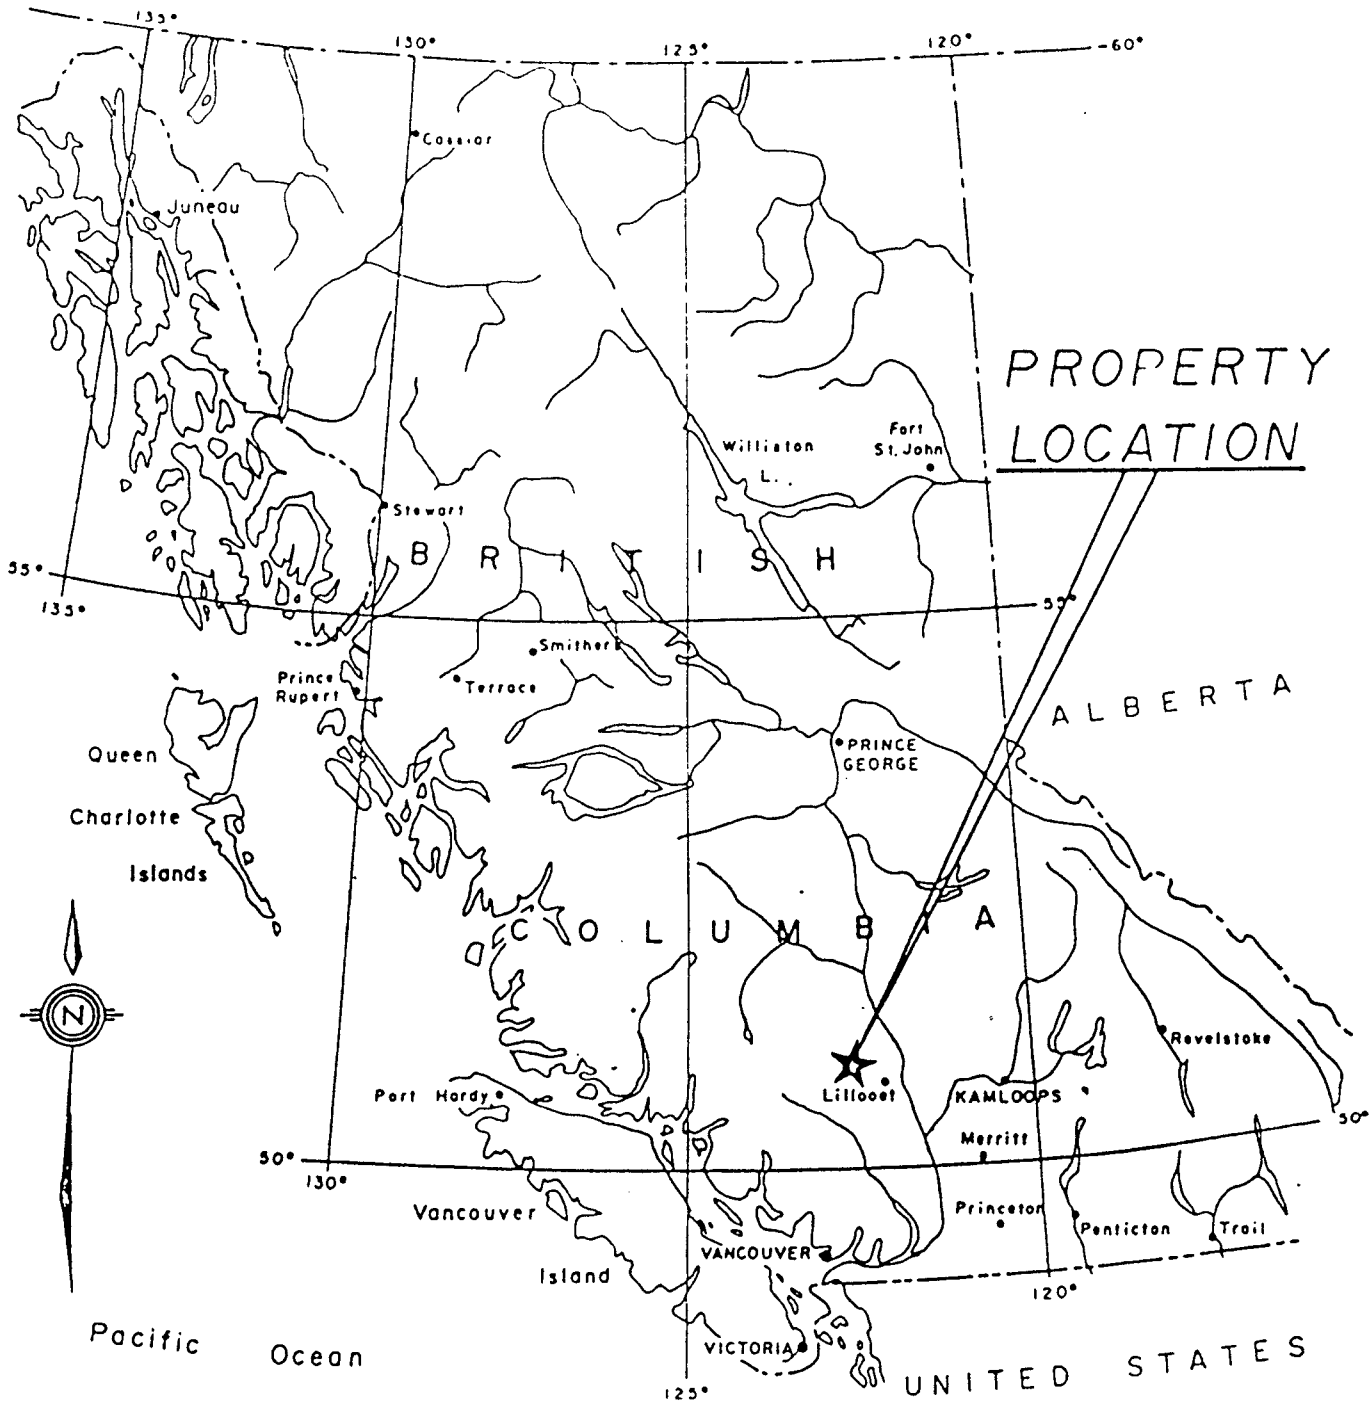 135°
130°
125°
120°
-60°
Cassiar
Juneau
PROPERTY
LOCATION
Williston
L..
Fort
St. John
Stewart
BRITISH
55°
135°
55°
Smithers
Terrace
Prince
Rupert
ALBERTA
Queen
Charlotte
Islands
PRINCE
GEORGE
COLUMBIA
N
Revelstoke
Port Hardy
Lillooet
KAMLOOPS
50°
Merritt
50°
130°
Vancouver
Island
Princeton
Penticton
Trail
VANCOUVER
120°
VICTORIA
Pacific Ocean
125°
UNITED STATES